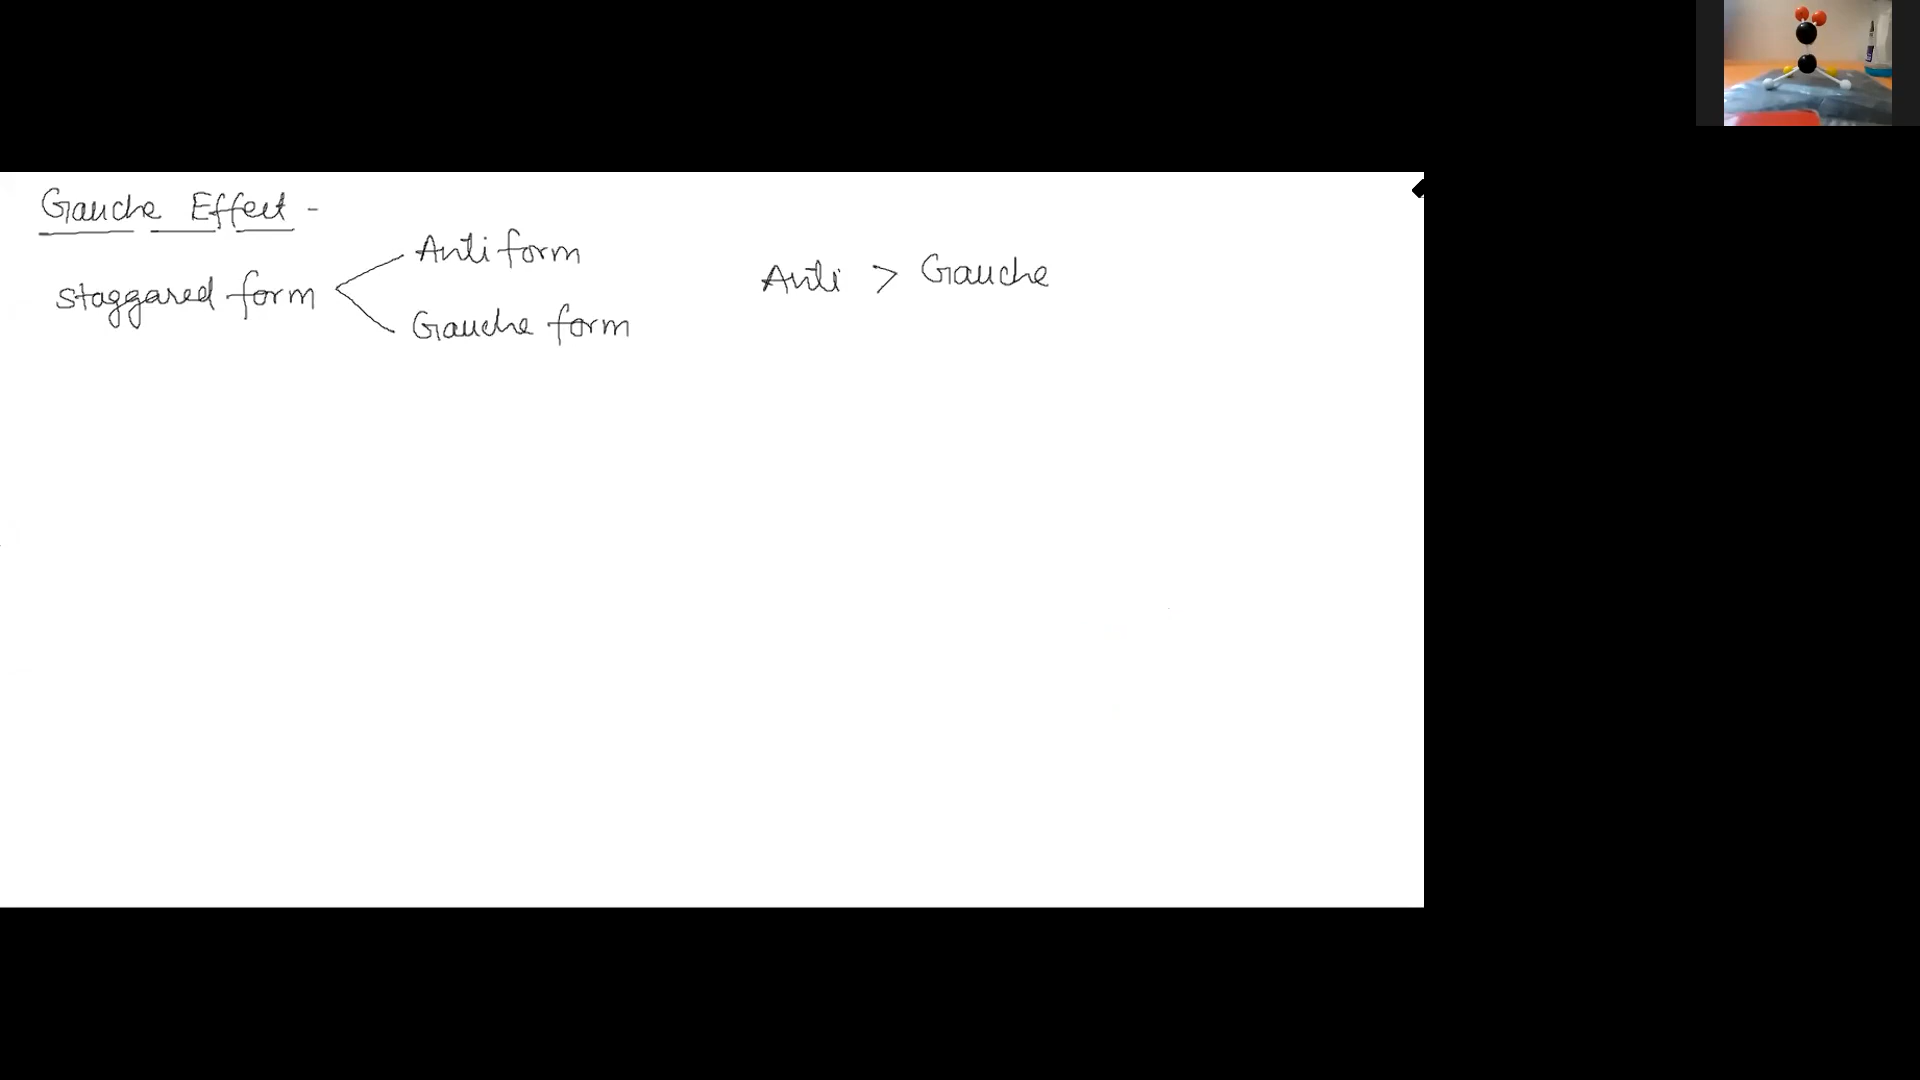 Gauche Effect -
staggared form
Anti form
Gauche form
Anti > Gauche